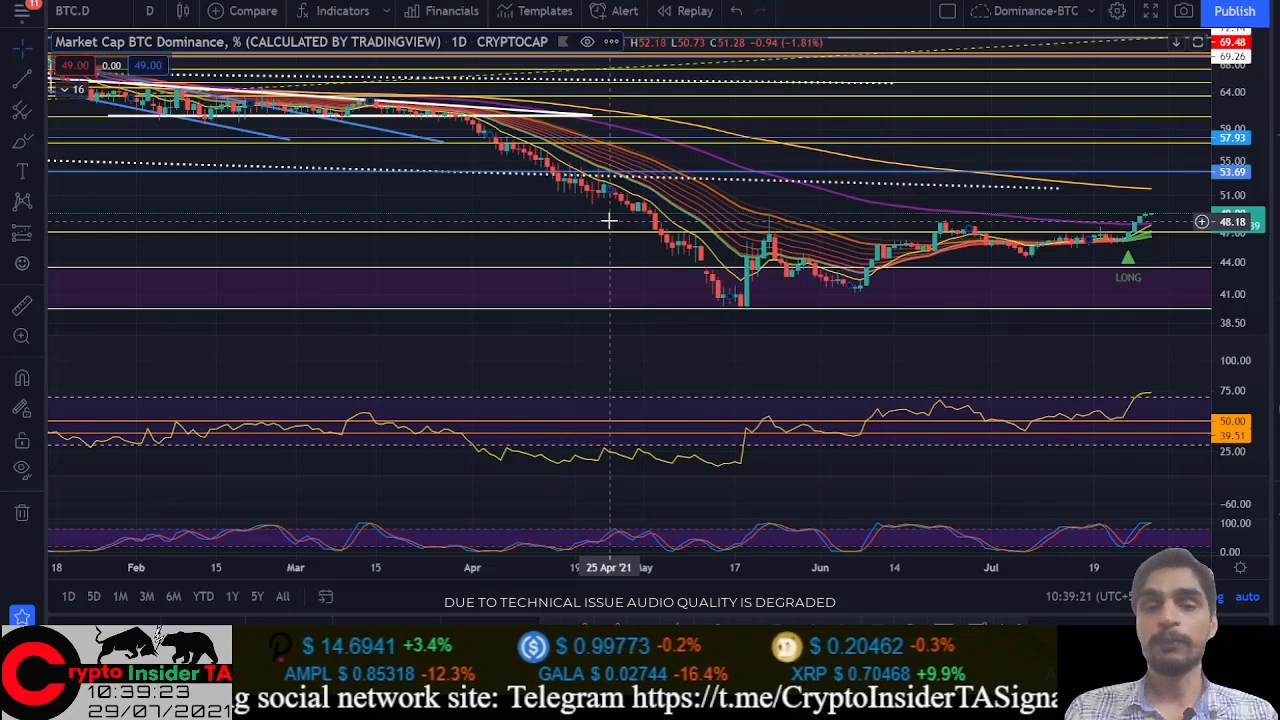 11
BTC.D D Compare Indicators Financials Templates Alert Replay Dominance-BTC Publish
Market Cap BTC Dominance, % (CALCULATED BY TRADINGVIEW) · 1D · CRYPTOCAP H52.18 L50.73 C51.28 -0.94 (-1.81%)
49.00 0.00 49.00
16
69.48
69.26
64.00
57.93
55.00
53.69
51.00
48.18
44.00
41.00
38.50
LONG
100.00
75.00
50.00
39.51
25.00
-60.00
100.00
0.00
18 Feb 15 Mar 15 Apr 19 25 Apr '21 May 17 Jun 14 Jul 19
1D 5D 1M 3M 6M YTD 1Y 5Y All 10:39:21 (UTC+5 auto
DUE TO TECHNICAL ISSUE AUDIO QUALITY IS DEGRADED
$ 14.6941 +3.4% $ 0.99773 -0.2% $ 0.20462 -0.3%
AMPL $ 0.85318 -12.3% GALA $ 0.02744 -16.4% XRP $ 0.70468 +9.9%
Crypto Insider TA
10:39:23
29/07/2021
g social network site: Telegram https://t.me/CryptoInsiderTASigna